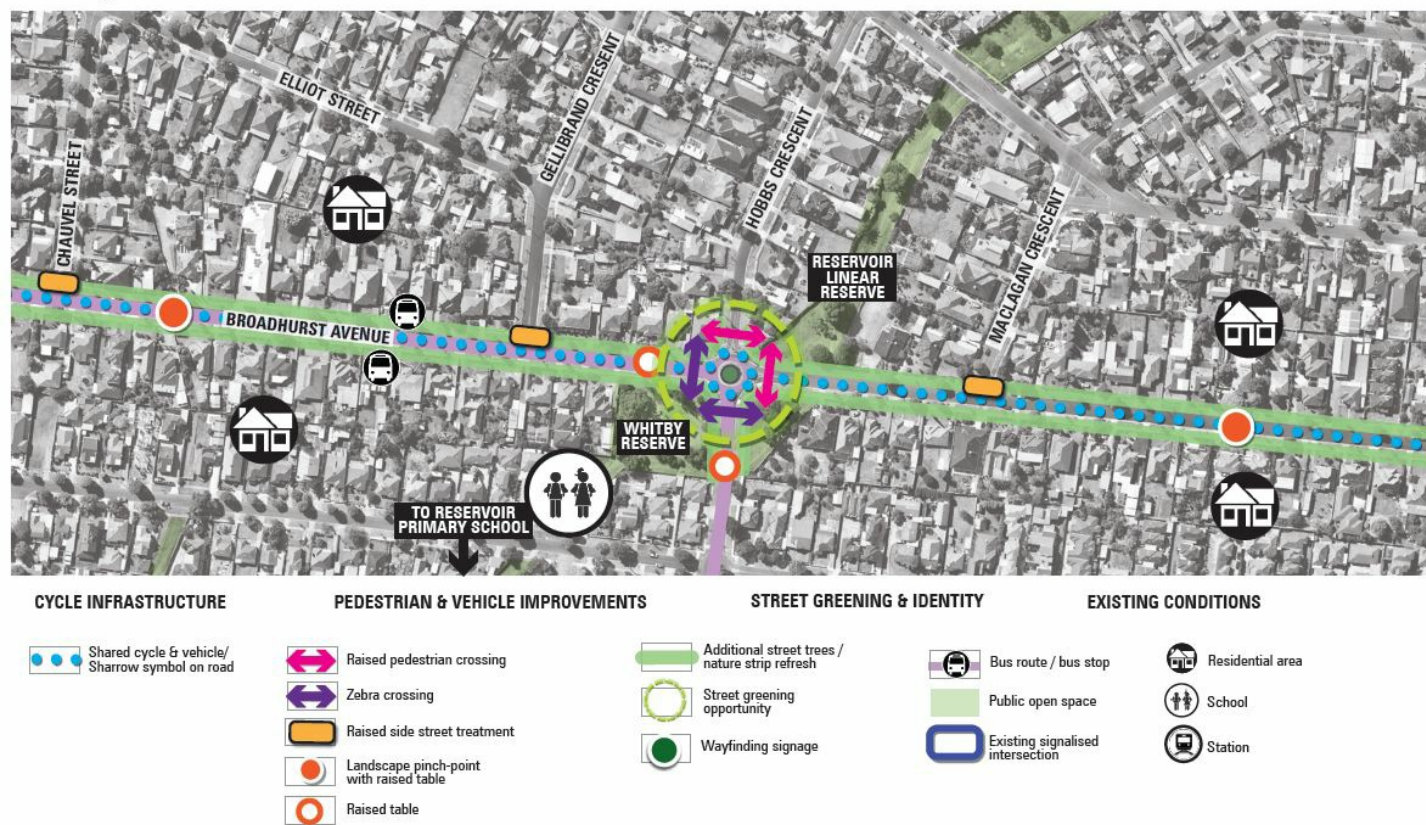 ELLIOT STREET
GELLIBRAND CRESENT
CHAUVEL STREET
HOBBS CRESCENT
RESERVOIR
LINEAR
RESERVE
MACLAGAN CRESCENT
BROADHURST AVENUE
WHITBY
RESERVE
TO RESERVOIR
PRIMARY SCHOOL
CYCLE INFRASTRUCTURE
Shared cycle & vehicle/
Sharrow symbol on road
PEDESTRIAN & VEHICLE IMPROVEMENTS
Raised pedestrian crossing
Zebra crossing
Raised side street treatment
Landscape pinch-point
with raised table
Raised table
STREET GREENING & IDENTITY
Additional street trees /
nature strip refresh
Street greening
opportunity
Wayfinding signage
EXISTING CONDITIONS
Bus route / bus stop
Public open space
Existing signalised
intersection
Residential area
School
Station